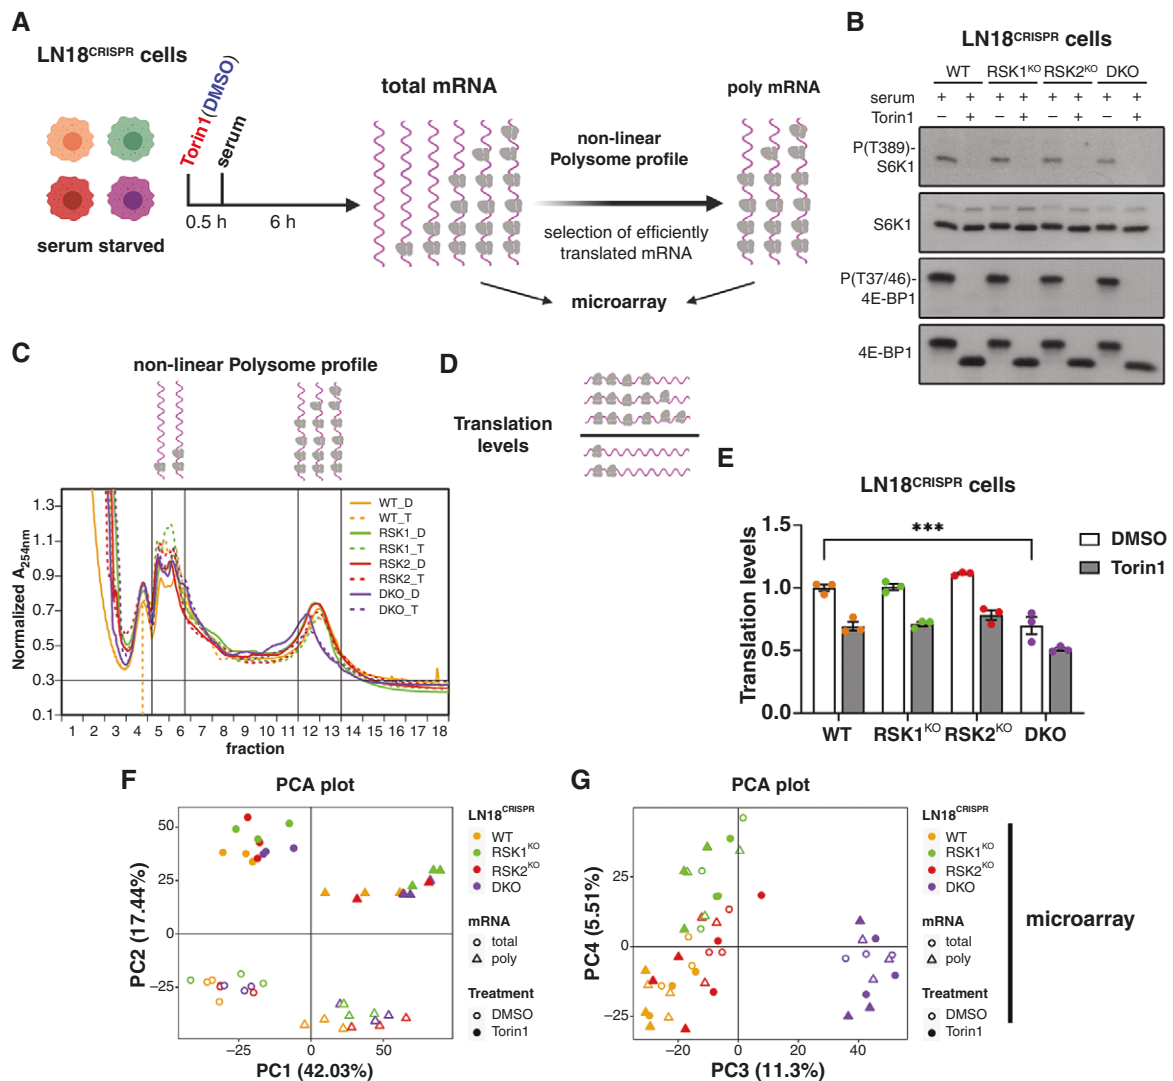 A
LN18CRISPR cells
Torin1(DMSO)
serum
0.5 h
6 h
serum starved
total mRNA
non-linear
Polysome profile
selection of efficiently
translated mRNA
poly mRNA
microarray
B
LN18CRISPR cells
WT RSK1KO RSK2KO DKO
serum + + + + + + + +
Torin1 − + − + − + − +
P(T389)-
S6K1
S6K1
P(T37/46)-
4E-BP1
4E-BP1
C
non-linear Polysome profile
Normalized A254nm
1.3
1.1
0.9
0.7
0.5
0.3
0.1
WT_D
WT_T
RSK1_D
RSK1_T
RSK2_D
RSK2_T
DKO_D
DKO_T
1 2 3 4 5 6 7 8 9 10 11 12 13 14 15 16 17 18
fraction
D
Translation
levels
E
LN18CRISPR cells
Translation levels
1.5
1.0
0.5
0.0
***
DMSO
Torin1
WT RSK1KO RSK2KO DKO
F
PCA plot
PC2 (17.44%)
50
25
0
−25
−25 0 50
PC1 (42.03%)
LN18CRISPR
WT
RSK1KO
RSK2KO
DKO
mRNA
total
poly
Treatment
DMSO
Torin1
G
PCA plot
PC4 (5.51%)
25
0
−25
−20 0 40
PC3 (11.3%)
LN18CRISPR
WT
RSK1KO
RSK2KO
DKO
mRNA
total
poly
Treatment
DMSO
Torin1
microarray